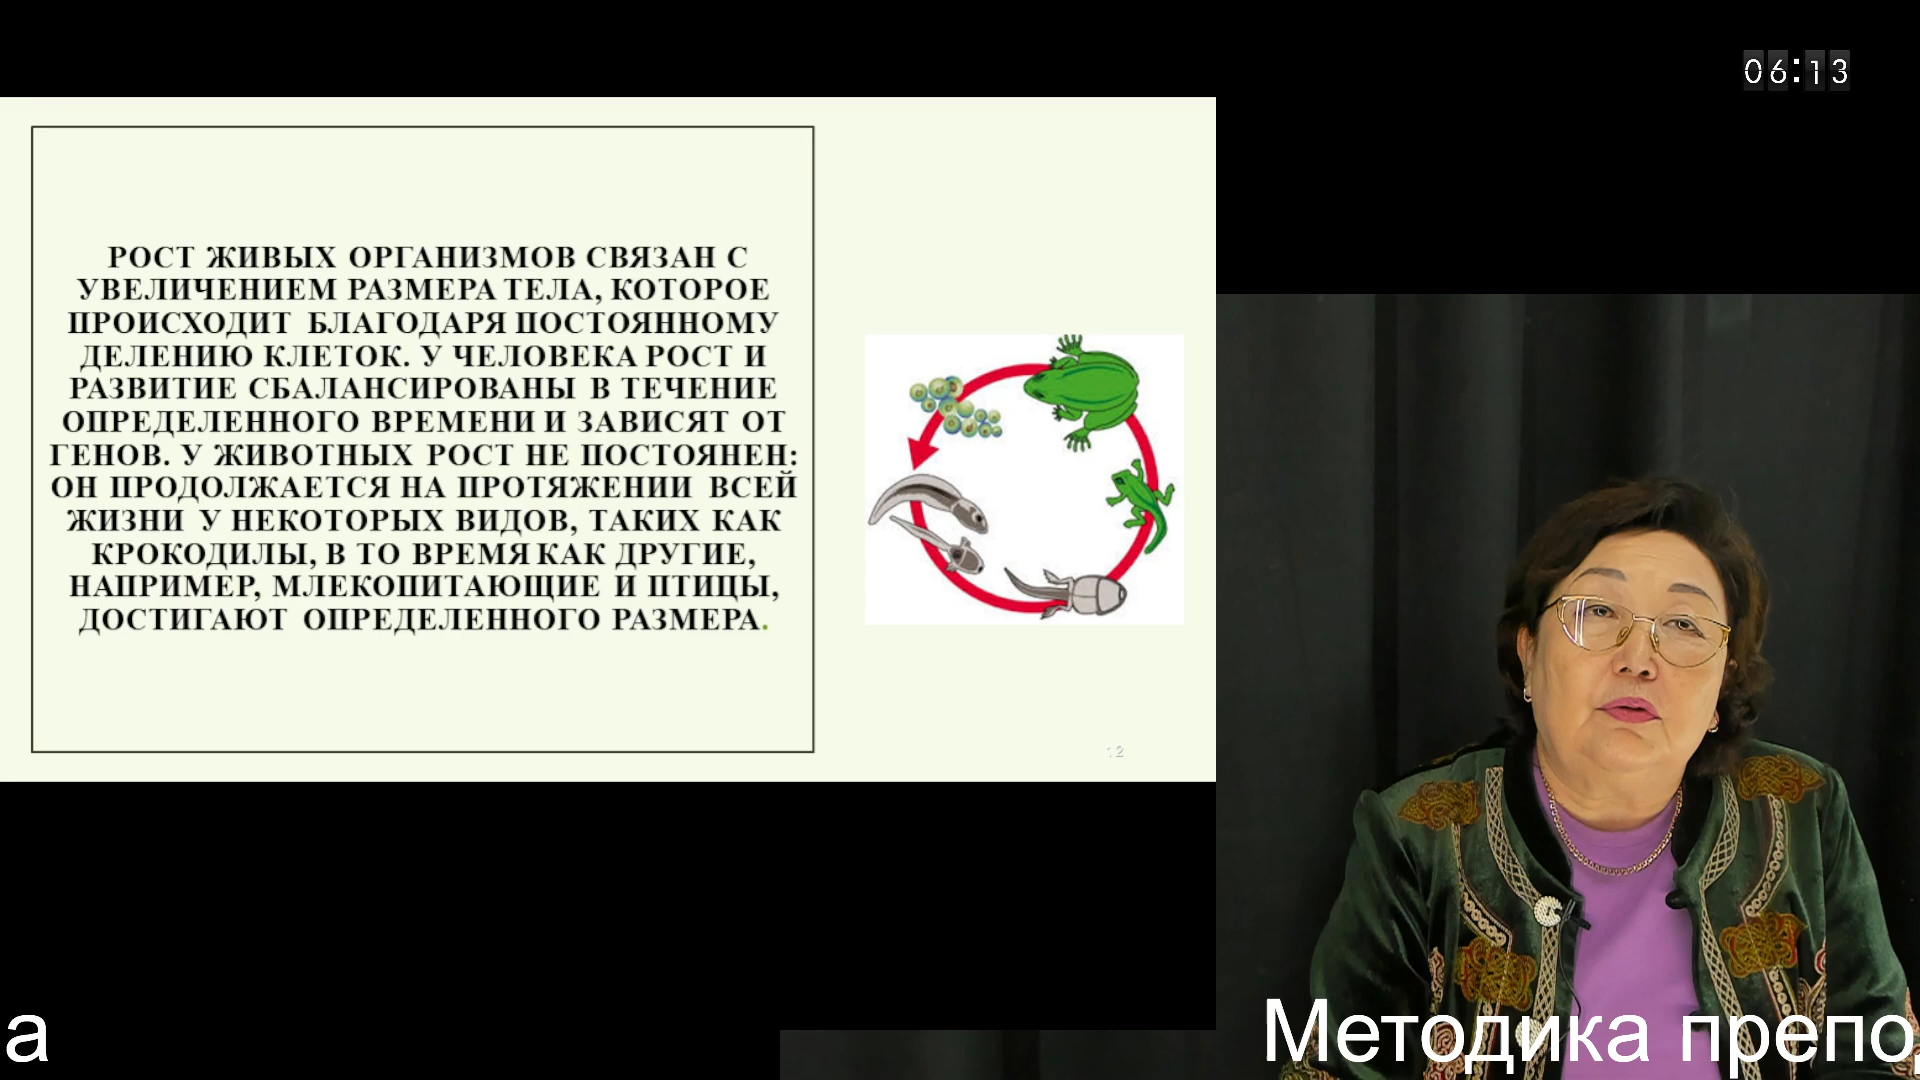 06:13
РОСТ ЖИВЫХ ОРГАНИЗМОВ СВЯЗАН С
УВЕЛИЧЕНИЕМ РАЗМЕРА ТЕЛА, КОТОРОЕ
ПРОИСХОДИТ БЛАГОДАРЯ ПОСТОЯННОМУ
ДЕЛЕНИЮ КЛЕТОК. У ЧЕЛОВЕКА РОСТ И
РАЗВИТИЕ СБАЛАНСИРОВАНЫ В ТЕЧЕНИЕ
ОПРЕДЕЛЕННОГО ВРЕМЕНИ И ЗАВИСЯТ ОТ
ГЕНОВ. У ЖИВОТНЫХ РОСТ НЕ ПОСТОЯНЕН:
ОН ПРОДОЛЖАЕТСЯ НА ПРОТЯЖЕНИИ ВСЕЙ
ЖИЗНИ У НЕКОТОРЫХ ВИДОВ, ТАКИХ КАК
КРОКОДИЛЫ, В ТО ВРЕМЯ КАК ДРУГИЕ,
НАПРИМЕР, МЛЕКОПИТАЮЩИЕ И ПТИЦЫ,
ДОСТИГАЮТ ОПРЕДЕЛЕННОГО РАЗМЕРА.
12
а Методика препо